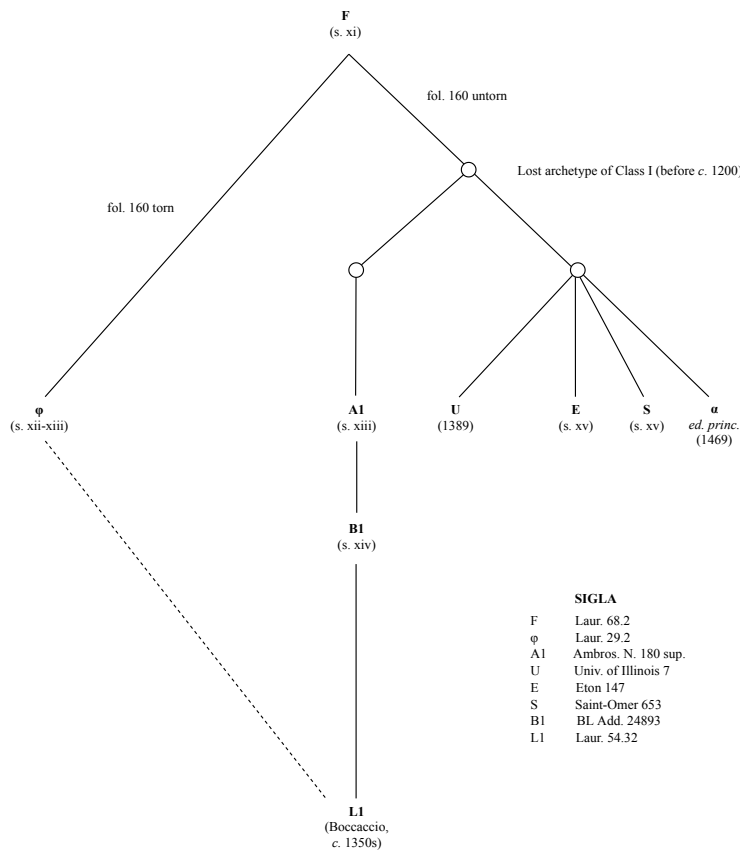 F
(s. xi)
fol. 160 untorn
Lost archetype of Class I (before c. 1200)
fol. 160 torn
φ
(s. xii-xiii)
A1
(s. xiii)
U
(1389)
E
(s. xv)
S
(s. xv)
α
ed. princ.
(1469)
B1
(s. xiv)
SIGLA
F Laur. 68.2
φ Laur. 29.2
A1 Ambros. N. 180 sup.
U Univ. of Illinois 7
E Eton 147
S Saint-Omer 653
B1 BL Add. 24893
L1 Laur. 54.32
L1
(Boccaccio,
c. 1350s)